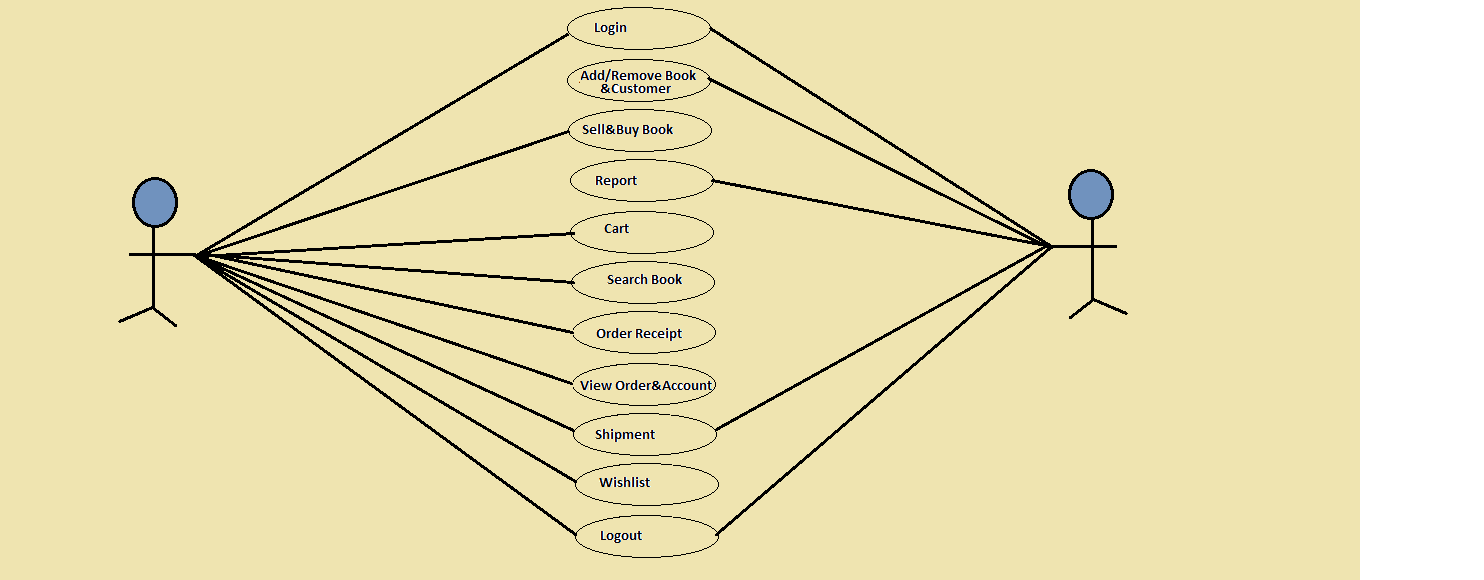 Login
Add/Remove Book
&Customer
Sell&Buy Book
Report
Cart
Search Book
Order Receipt
View Order&Account
Shipment
Wishlist
Logout